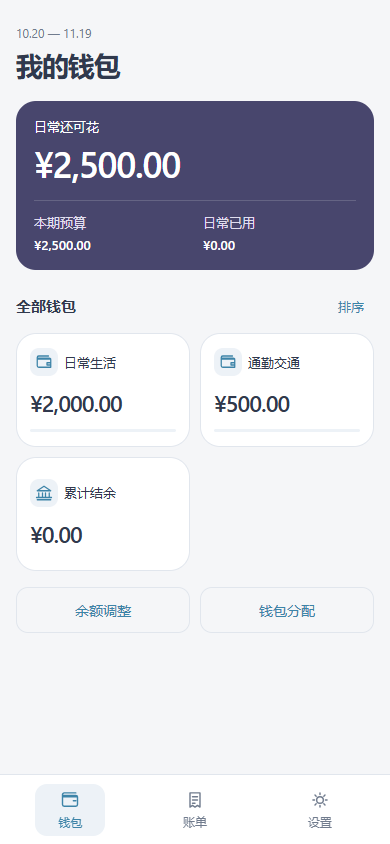 10.20 — 11.19
我的钱包
日常还可花
¥2,500.00
本期预算 日常已用
¥2,500.00 ¥0.00
全部钱包 排序
日常生活 通勤交通
¥2,000.00 ¥500.00
累计结余
¥0.00
余额调整 钱包分配
钱包 账单 设置